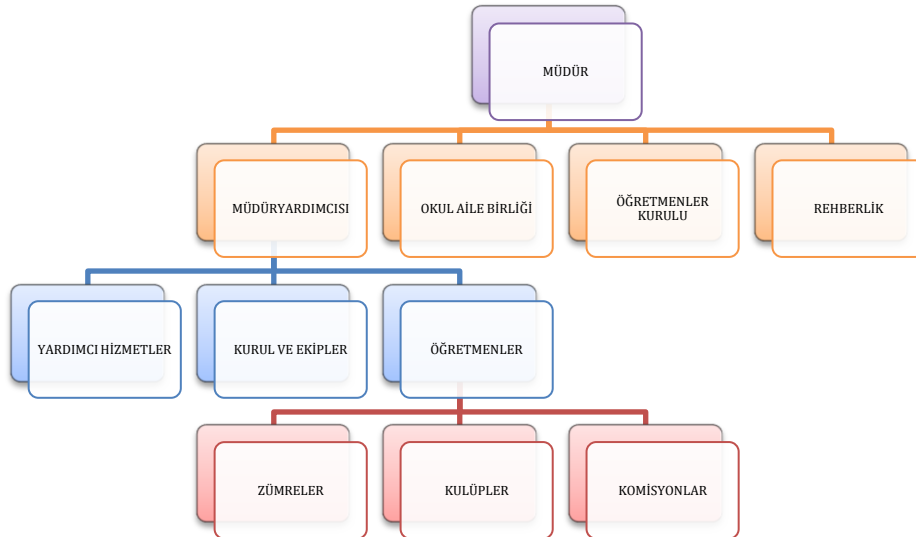 MÜDÜR
MÜDÜRYARDIMCISI
OKUL AİLE BİRLİĞİ
ÖĞRETMENLER
KURULU
REHBERLİK
YARDIMCI HİZMETLER
KURUL VE EKİPLER
ÖĞRETMENLER
ZÜMRELER
KULÜPLER
KOMİSYONLAR